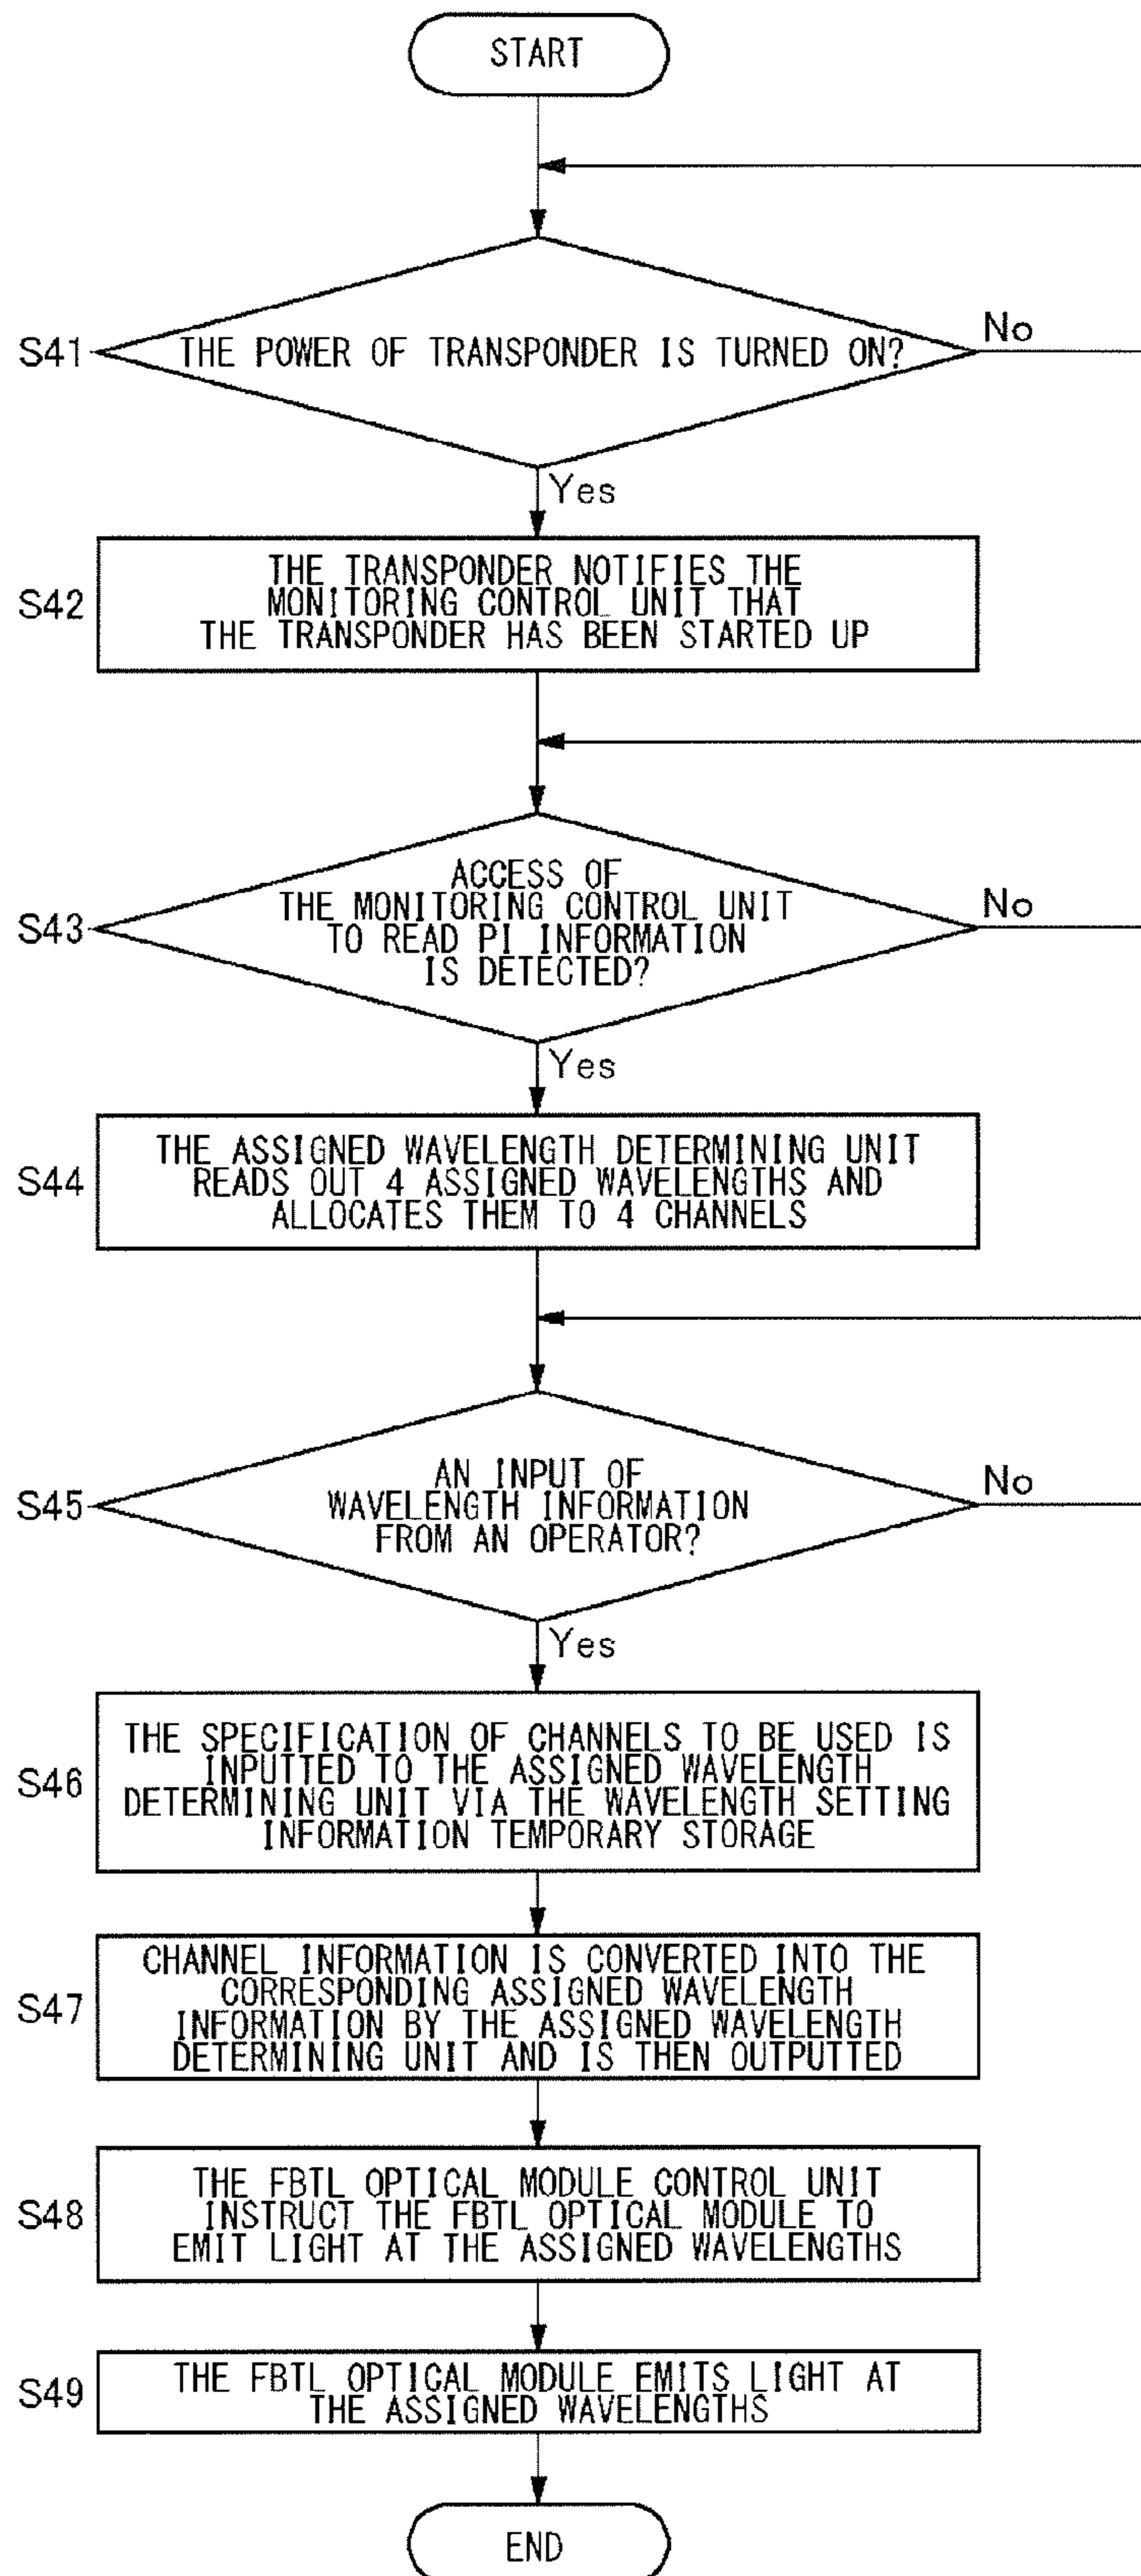 START
S41
THE POWER OF TRANSPONDER IS TURNED ON?
No
Yes
S42
THE TRANSPONDER NOTIFIES THE
MONITORING CONTROL UNIT THAT
THE TRANSPONDER HAS BEEN STARTED UP
S43
ACCESS OF
THE MONITORING CONTROL UNIT
TO READ PI INFORMATION
IS DETECTED?
No
Yes
S44
THE ASSIGNED WAVELENGTH DETERMINING UNIT
READS OUT 4 ASSIGNED WAVELENGTHS AND
ALLOCATES THEM TO 4 CHANNELS
S45
AN INPUT OF
WAVELENGTH INFORMATION
FROM AN OPERATOR?
No
Yes
S46
THE SPECIFICATION OF CHANNELS TO BE USED IS
INPUTTED TO THE ASSIGNED WAVELENGTH
DETERMINING UNIT VIA THE WAVELENGTH SETTING
INFORMATION TEMPORARY STORAGE
S47
CHANNEL INFORMATION IS CONVERTED INTO THE
CORRESPONDING ASSIGNED WAVELENGTH
INFORMATION BY THE ASSIGNED WAVELENGTH
DETERMINING UNIT AND IS THEN OUTPUTTED
S48
THE FBTL OPTICAL MODULE CONTROL UNIT
INSTRUCT THE FBTL OPTICAL MODULE TO
EMIT LIGHT AT THE ASSIGNED WAVELENGTHS
S49
THE FBTL OPTICAL MODULE EMITS LIGHT AT
THE ASSIGNED WAVELENGTHS
END